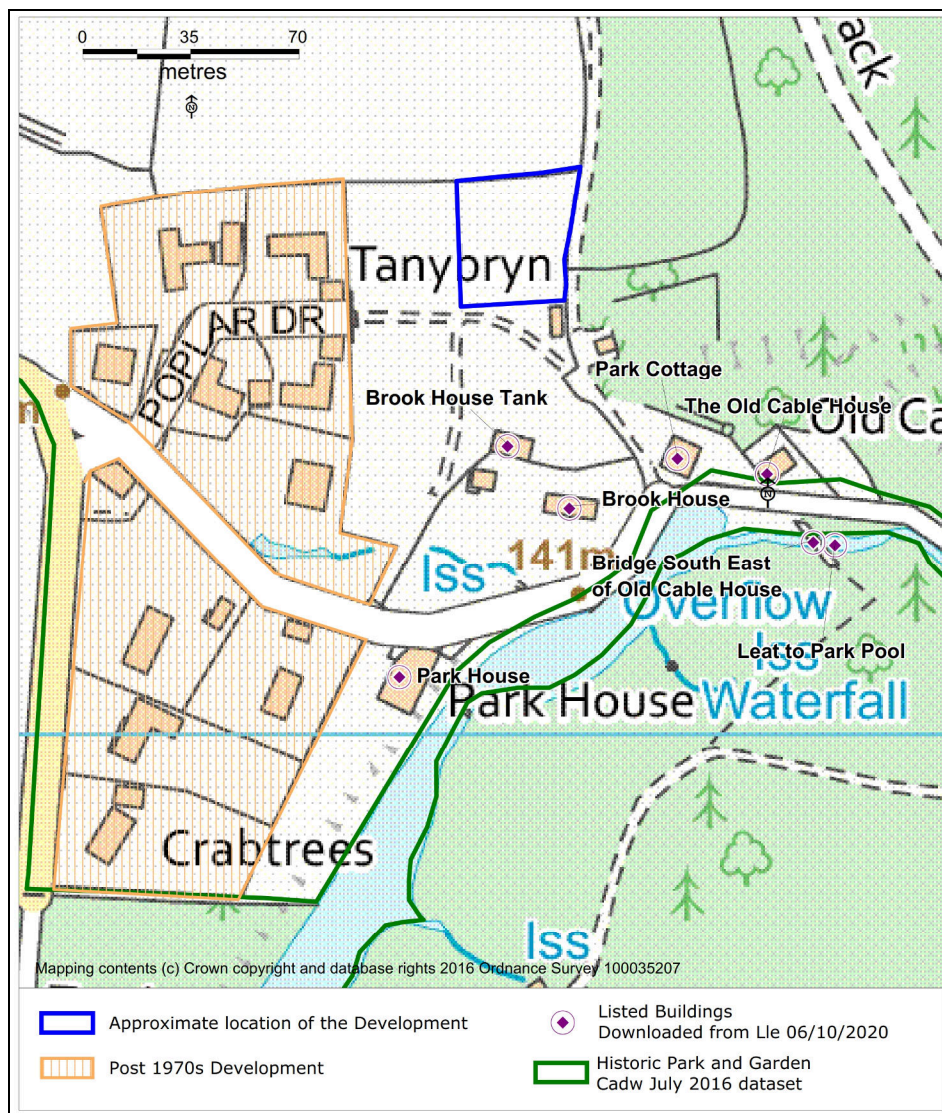 0 35 70
metres
N
ack
Tanybryn
POPLAR DR
Park Cottage
Brook House Tank
The Old Cable House
Old Ca
m
N
Brook House
141m
Iss
Bridge South East
of Old Cable House
Overflow
Leat to Park Pool
Iss
Park House
Park House
Waterfall
Crabtrees
Iss
Mapping contents (c) Crown copyright and database rights 2016 Ordnance Survey 100035207
Approximate location of the Development
Listed Buildings
Downloaded from Lle 06/10/2020
Post 1970s Development
Historic Park and Garden
Cadw July 2016 dataset